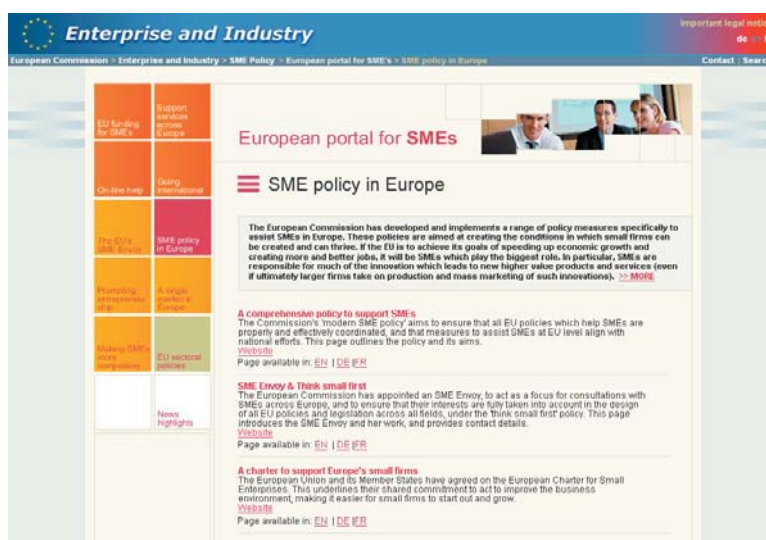 Enterprise and Industry
important legal notic
de
European Commission > Enterprise and Industry > SME Policy > European portal for SME's > SME policy in Europe
Contact | Searc
EU funding
for SMEs
Support
services
across
Europe
On-line help
Going
international
The EU's
SME Envoy
SME policy
in Europe
Promoting
entrepreneur
ship
A single
market in
Europe
Making SMEs
more
competitive
EU sectoral
policies
News
highlights
European portal for SMEs
SME policy in Europe
The European Commission has developed and implements a range of policy measures specifically to
assist SMEs in Europe. These policies are aimed at creating the conditions in which small firms can
be created and can thrive. If the EU is to achieve its goals of speeding up economic growth and
creating more and better jobs, it will be SMEs which play the biggest role. In particular, SMEs are
responsible for much of the innovation which leads to new higher value products and services (even
if ultimately larger firms take on production and mass marketing of such innovations). >> MORE
A comprehensive policy to support SMEs
The Commission's 'modern SME policy' aims to ensure that all EU policies which help SMEs are
properly and effectively coordinated, and that measures to assist SMEs at EU level align with
national efforts. This page outlines the policy and its aims.
Website
Page available in: EN | DE |FR
SME Envoy & Think small first
The European Commission has appointed an SME Envoy, to act as a focus for consultations with
SMEs across Europe, and to ensure that their interests are fully taken into account in the design
of all EU policies and legislation across all fields, under the 'think small first' policy. This page
introduces the SME Envoy and her work, and provides contact details.
Website
Page available in: EN | DE |FR
A charter to support Europe's small firms
The European Union and its Member States have agreed on the European Charter for Small
Enterprises. This underlines their shared commitment to act to improve the business
environment, making it easier for small firms to start out and grow.
Website
Page available in: EN | DE |FR